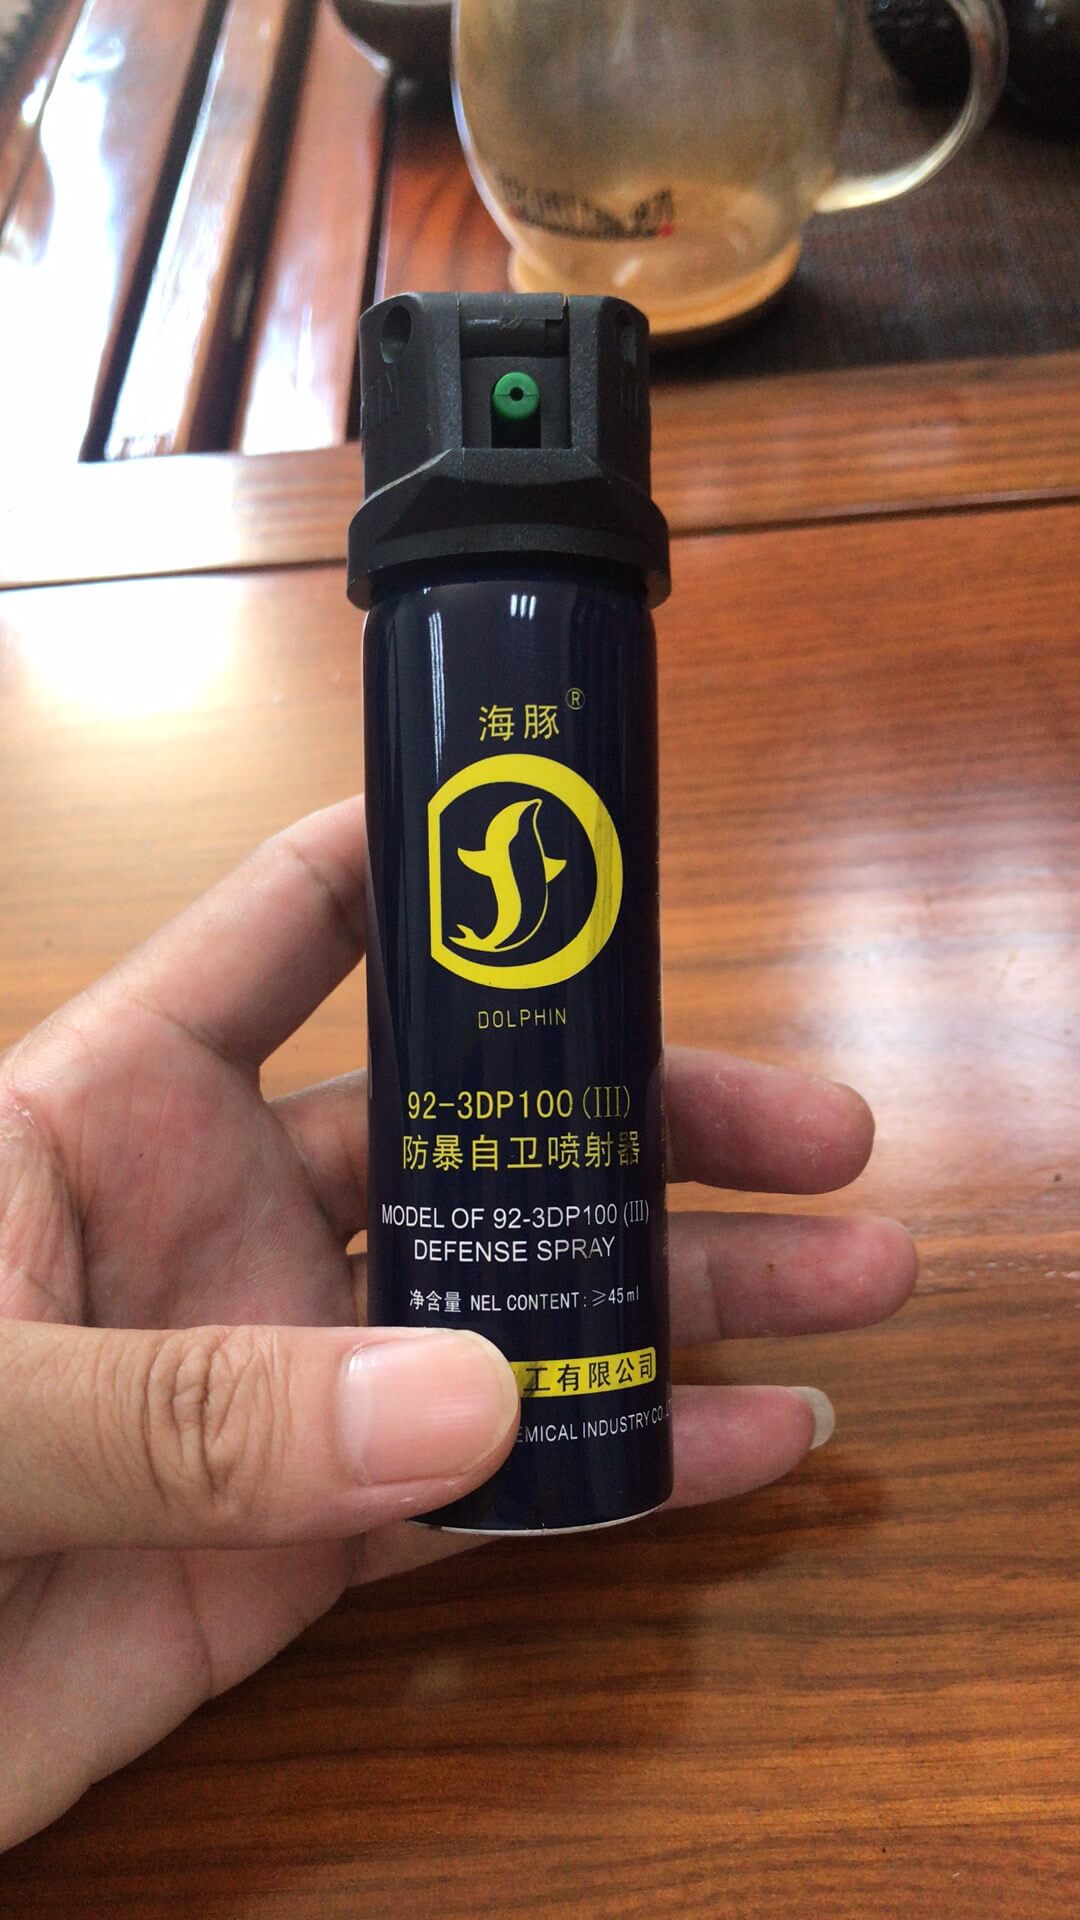 海豚®
DOLPHIN
92-3DP100(III)
防暴自卫喷射器
MODEL OF 92-3DP100(III)
DEFENSE SPRAY
净含量 NEL CONTENT: ≥45ml
工有限公司
EMICAL INDUSTRY CO.